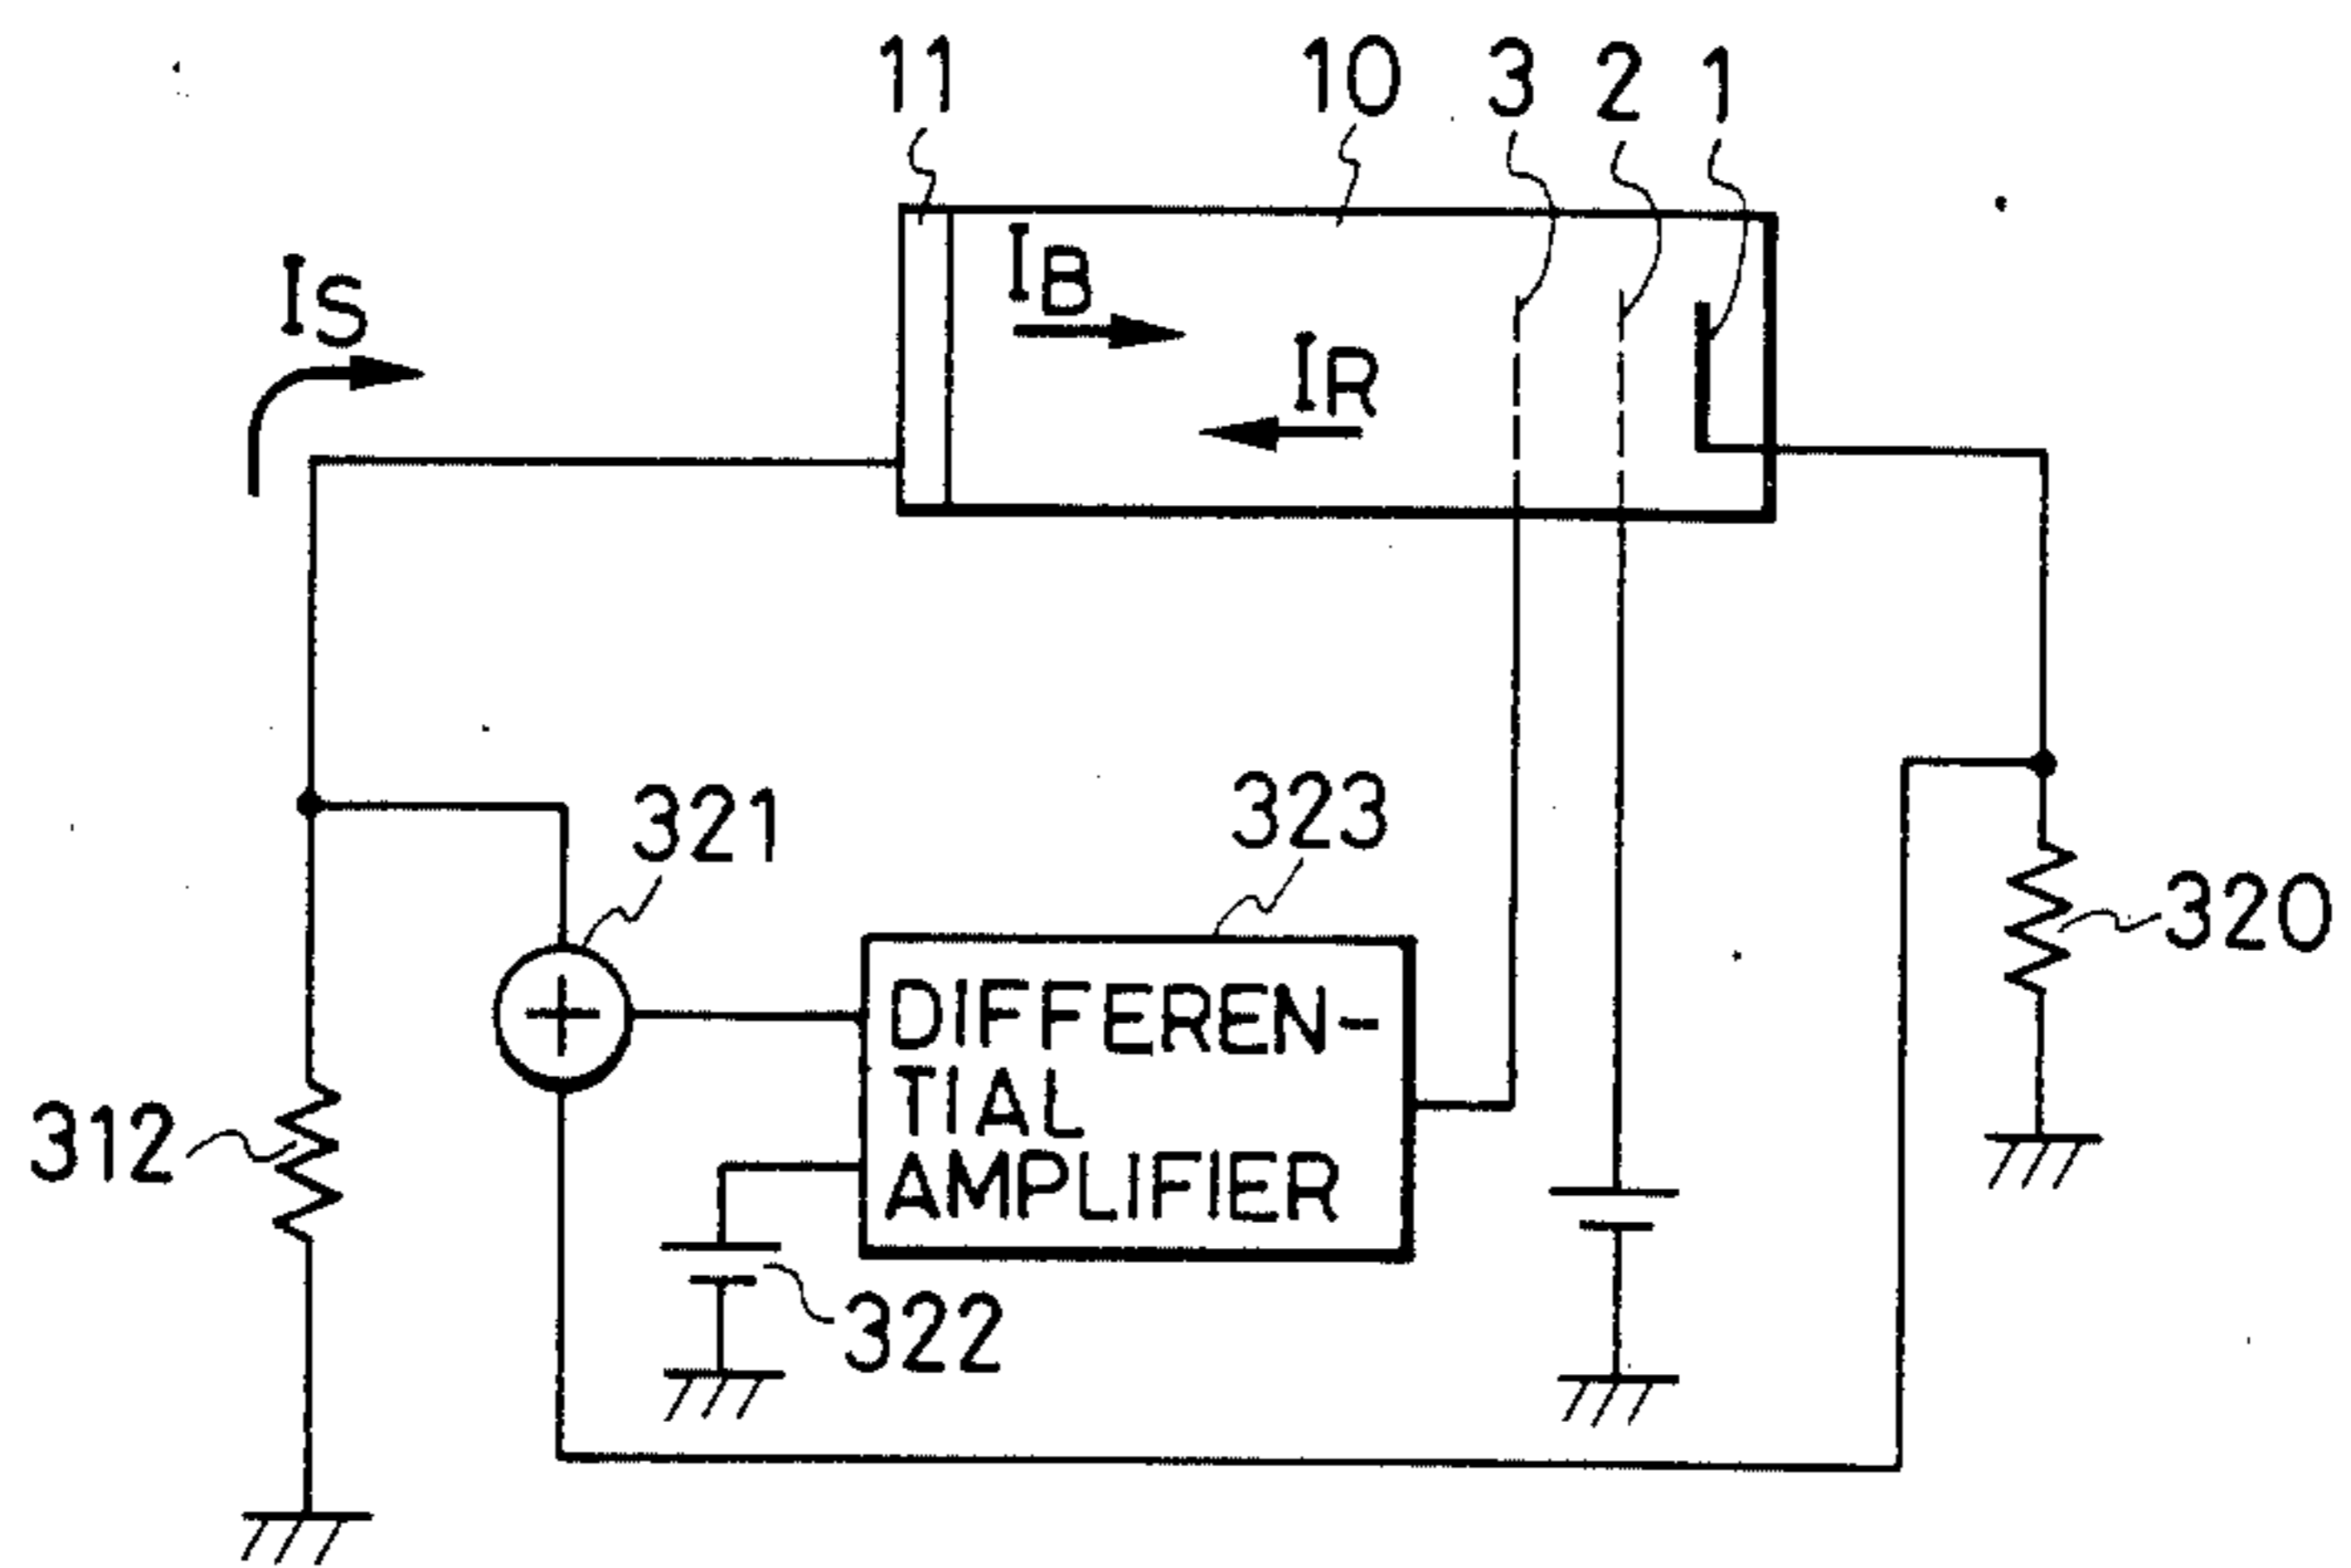 11 10 3 2 1
IS
IB
IR
321
323
320
DIFFEREN-
TIAL
AMPLIFIER
312
322